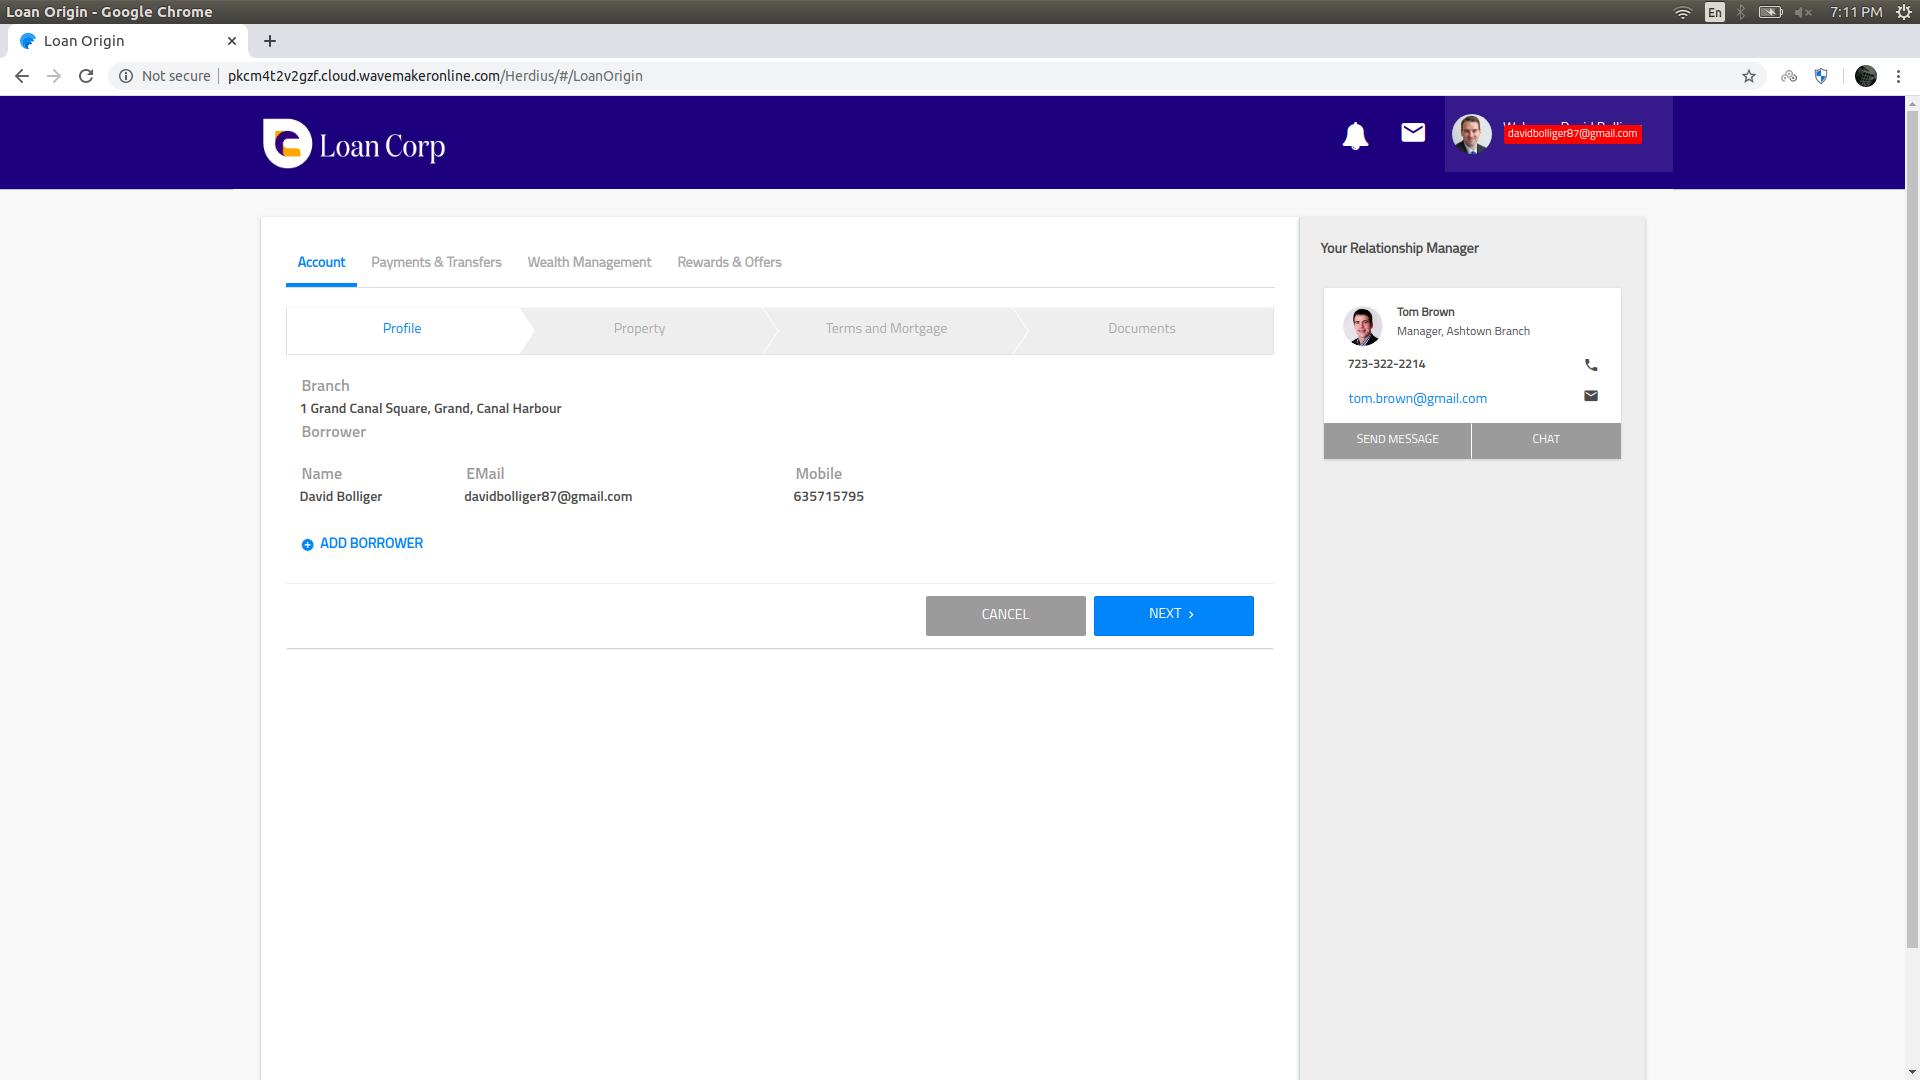 Loan Origin - Google Chrome
En
7:11 PM
Loan Origin
Not secure
pkcm4t2v2gzf.cloud.wavemakeronline.com/Herdius/#/LoanOrigin
Loan Corp
davidbolliger87@gmail.com
Account Payments & Transfers Wealth Management Rewards & Offers
Profile Property Terms and Mortgage Documents
Branch
1 Grand Canal Square, Grand, Canal Harbour
Borrower
Name EMail Mobile
David Bolliger davidbolliger87@gmail.com 635715795
ADD BORROWER
CANCEL NEXT
Your Relationship Manager
Tom Brown
Manager, Ashtown Branch
723-322-2214
tom.brown@gmail.com
SEND MESSAGE CHAT